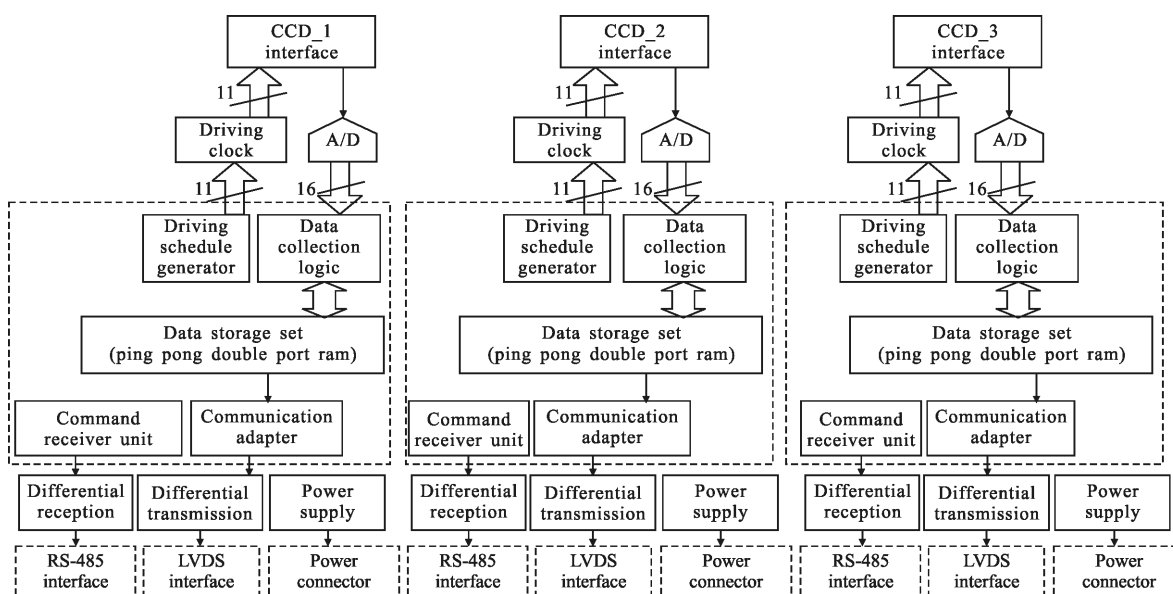 CCD_1
interface
11
Driving
clock
A/D
11
16
Driving
schedule
generator
Data
collection
logic
Data storage set
(ping pong double port ram)
Command
receiver unit
Communication
adapter
Differential
reception
Differential
transmission
Power
supply
RS-485
interface
LVDS
interface
Power
connector
CCD_2
interface
11
Driving
clock
A/D
11
16
Driving
schedule
generator
Data
collection
logic
Data storage set
(ping pong double port ram)
Command
receiver unit
Communication
adapter
Differential
reception
Differential
transmission
Power
supply
RS-485
interface
LVDS
interface
Power
connector
CCD_3
interface
11
Driving
clock
A/D
11
16
Driving
schedule
generator
Data
collection
logic
Data storage set
(ping pong double port ram)
Command
receiver unit
Communication
adapter
Differential
reception
Differential
transmission
Power
supply
RS-485
interface
LVDS
interface
Power
connector